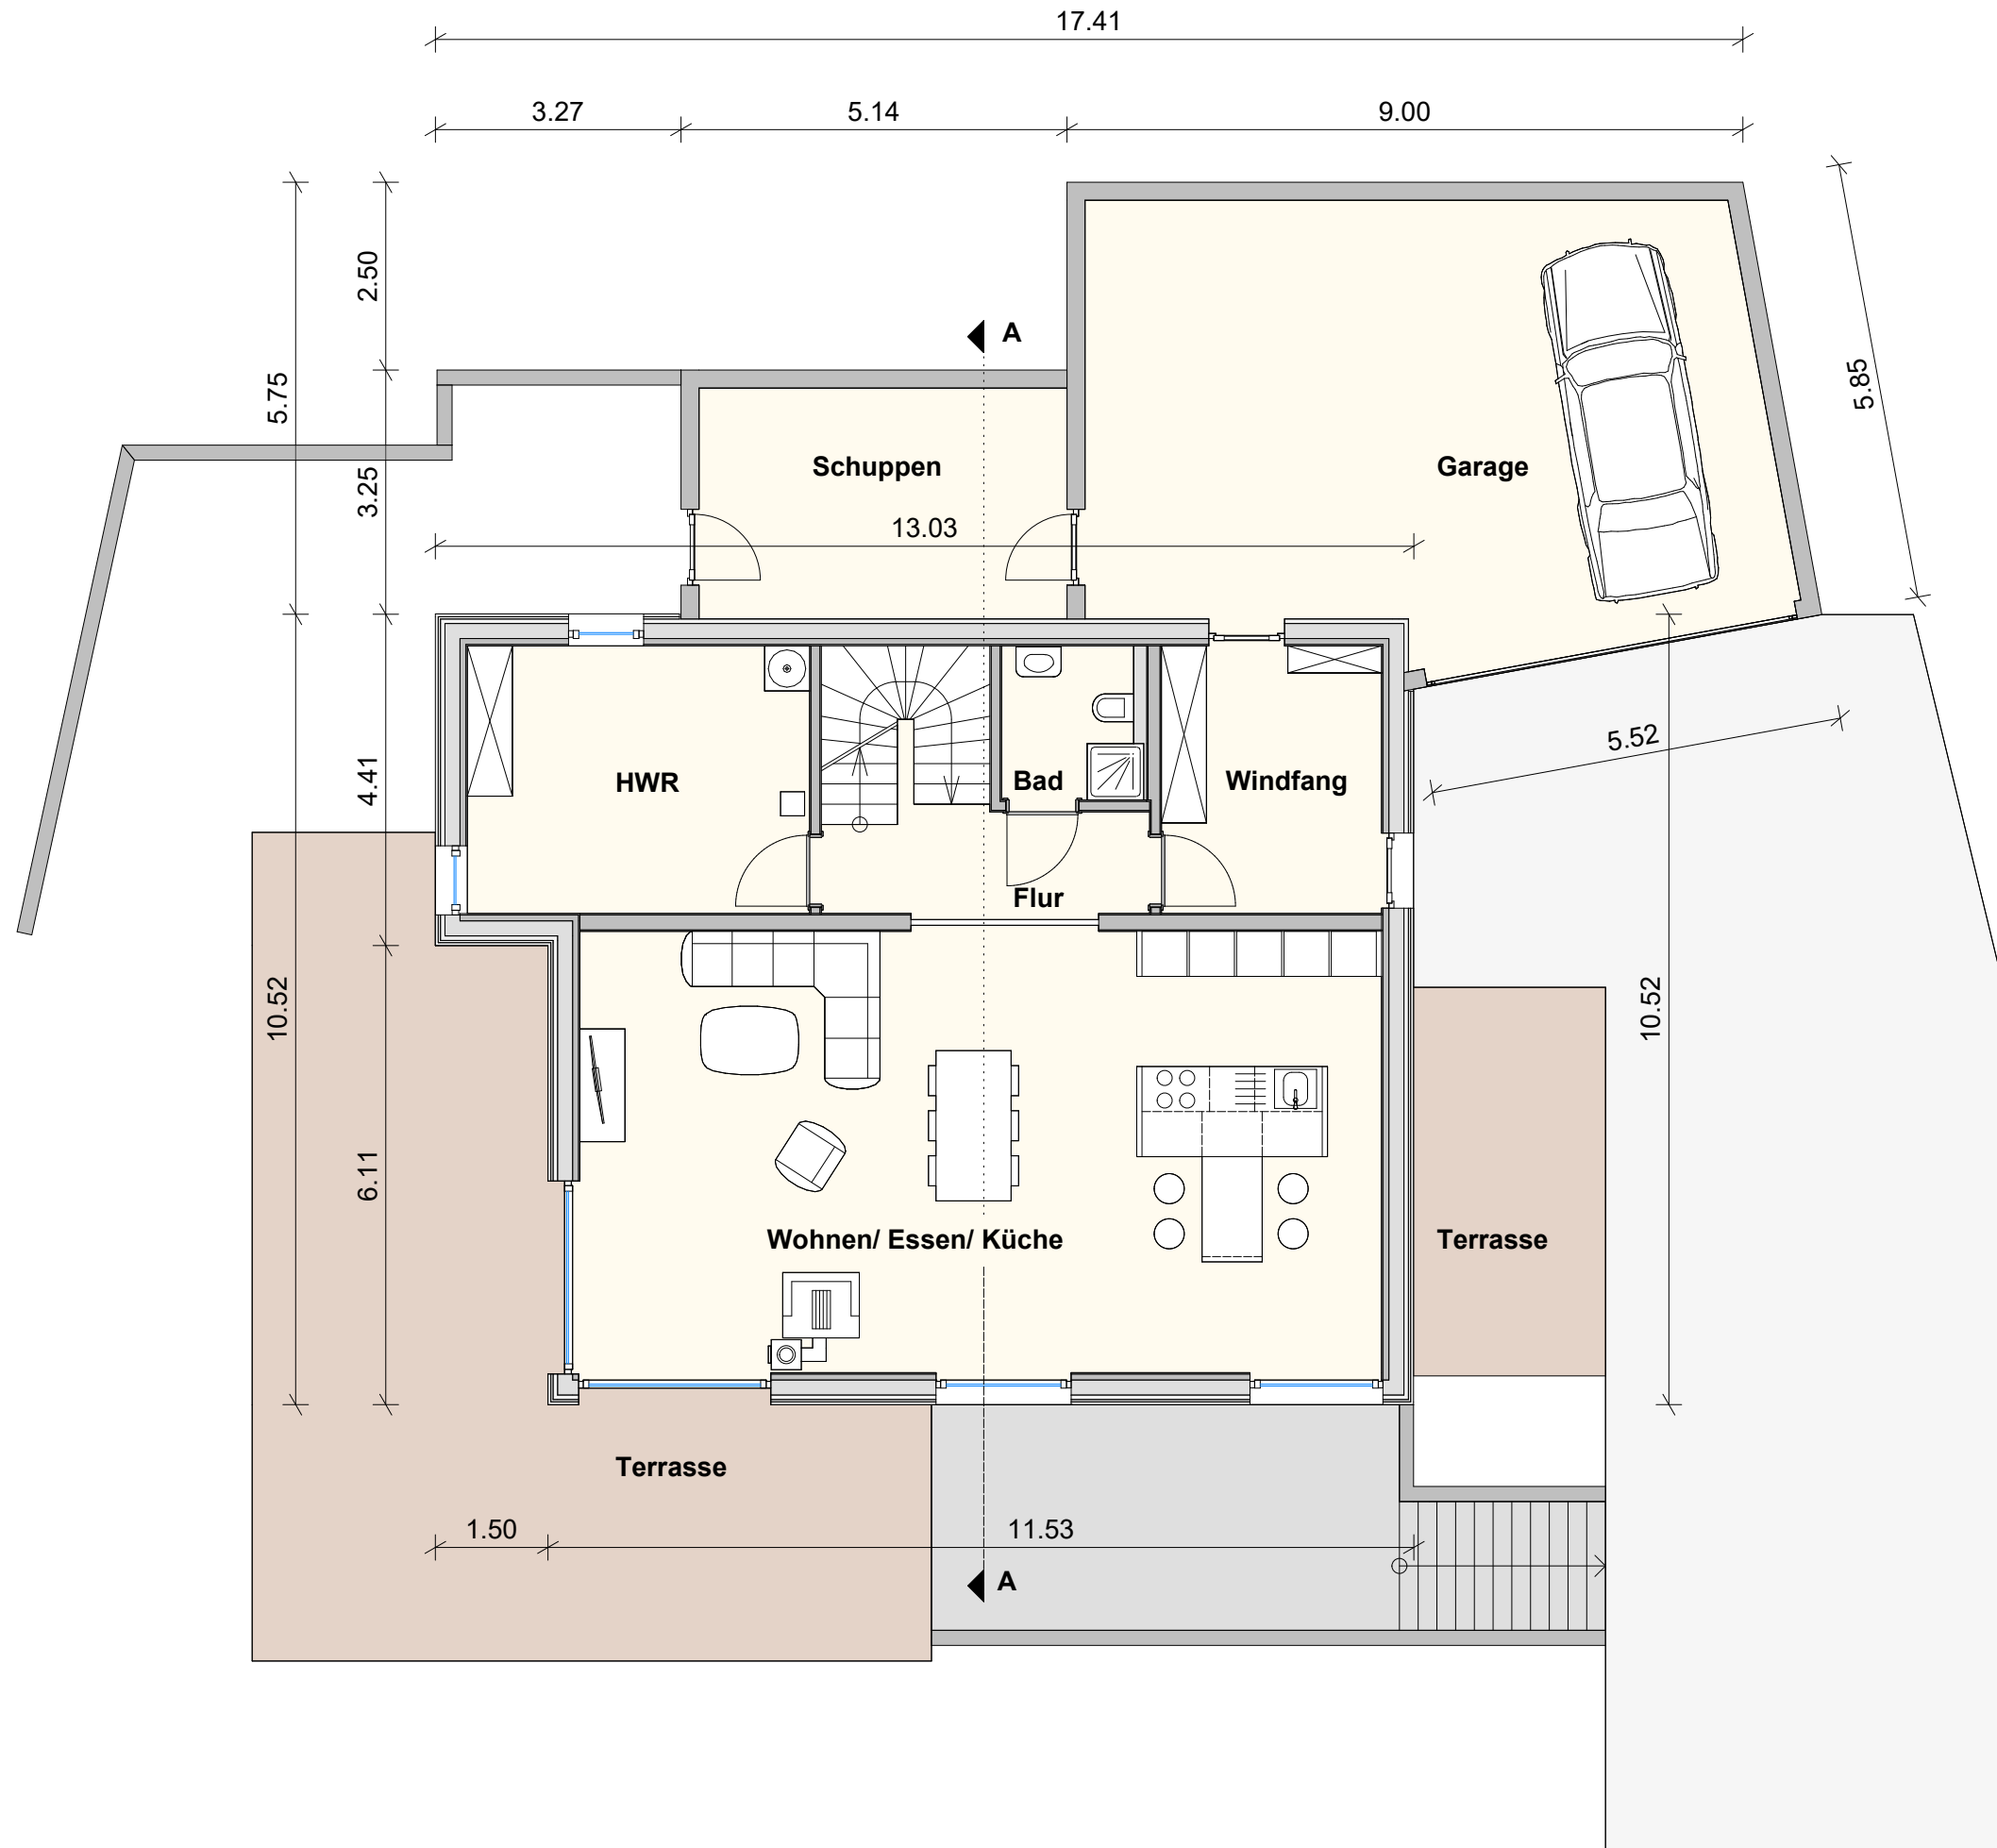 17.41
3.27
5.14
9.00
2.50
5.75
3.25
5.85
A
Schuppen
Garage
13.03
5.52
4.41
HWR
Bad
Windfang
Flur
10.52
10.52
6.11
Wohnen/ Essen/ Küche
Terrasse
Terrasse
1.50
11.53
A